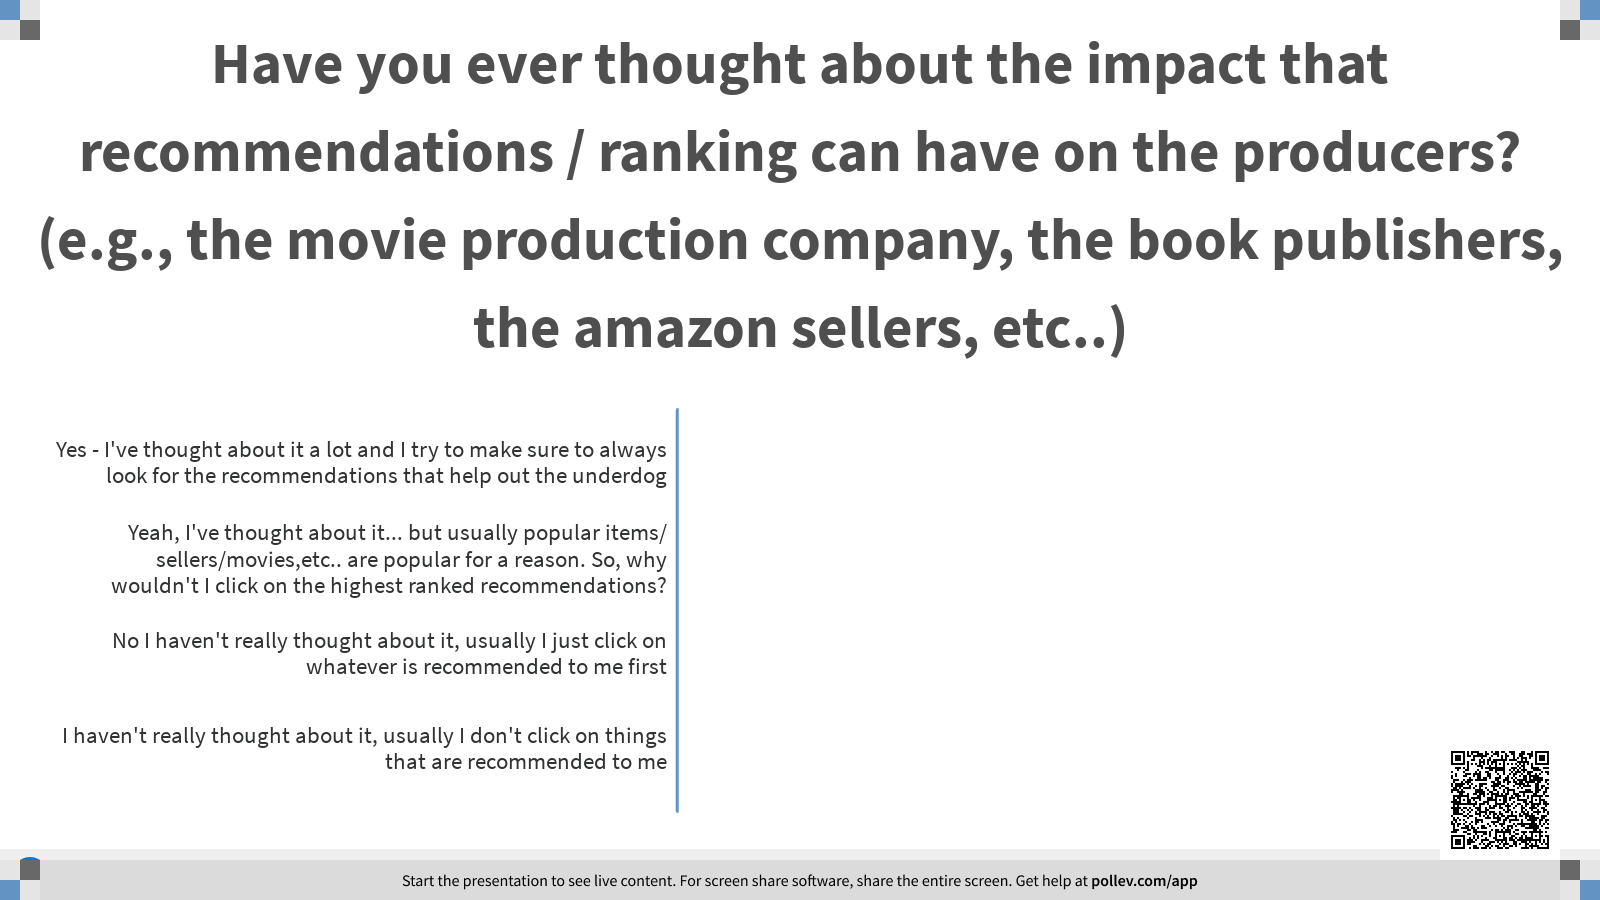 Have you ever thought about the impact that
recommendations / ranking can have on the producers?
(e.g., the movie production company, the book publishers,
the amazon sellers, etc..)
Yes - I've thought about it a lot and I try to make sure to always
look for the recommendations that help out the underdog
Yeah, I've thought about it... but usually popular items/
sellers/movies,etc.. are popular for a reason. So, why
wouldn't I click on the highest ranked recommendations?
No I haven't really thought about it, usually I just click on
whatever is recommended to me first
I haven't really thought about it, usually I don't click on things
that are recommended to me
Start the presentation to see live content. For screen share software, share the entire screen. Get help at pollev.com/app